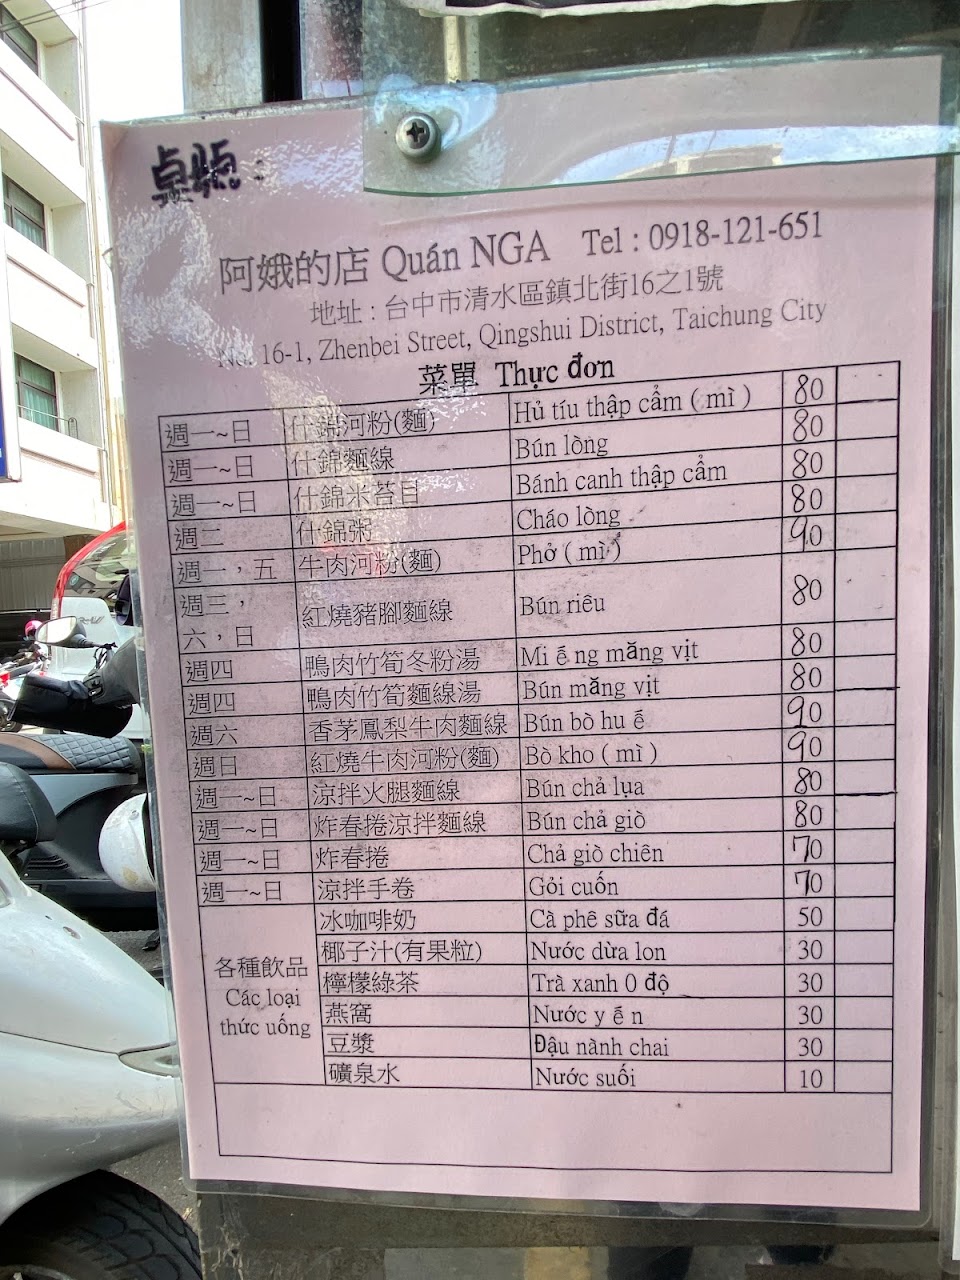 桌號:
阿娥的店 Quán NGA Tel : 0918-121-651
地址 : 台中市清水區鎮北街16之1號
No. 16-1, Zhenbei Street, Qingshui District, Taichung City
菜單 Thực đơn
週一~日 什錦河粉(麵) Hủ tíu thập cẩm ( mì ) 80
週一~日 什錦麵線 Bún lòng 80
週一~日 什錦米苔目 Bánh canh thập cẩm 80
週二 什錦粥 Cháo lòng 80
週一，五 牛肉河粉(麵) Phở ( mì ) 90
週三，六，日 紅燒豬腳麵線 Bún riêu 80
週四 鴨肉竹筍冬粉湯 Mi ế ng măng vịt 80
週四 鴨肉竹筍麵線湯 Bún măng vịt 80
週六 香茅鳳梨牛肉麵線 Bún bò hu ế 90
週日 紅燒牛肉河粉(麵) Bò kho ( mì ) 90
週一~日 涼拌火腿麵線 Bún chả lụa 80
週一~日 炸春捲涼拌麵線 Bún chả giò 80
週一~日 炸春捲 Chả giò chiên 70
週一~日 涼拌手卷 Gỏi cuốn 70
各種飲品
Các loại
thức uống
冰咖啡奶 Cà phê sữa đá 50
椰子汁(有果粒) Nước dừa lon 30
檸檬綠茶 Trà xanh 0 độ 30
燕窩 Nước y ế n 30
豆漿 Đậu nành chai 30
礦泉水 Nước suối 10